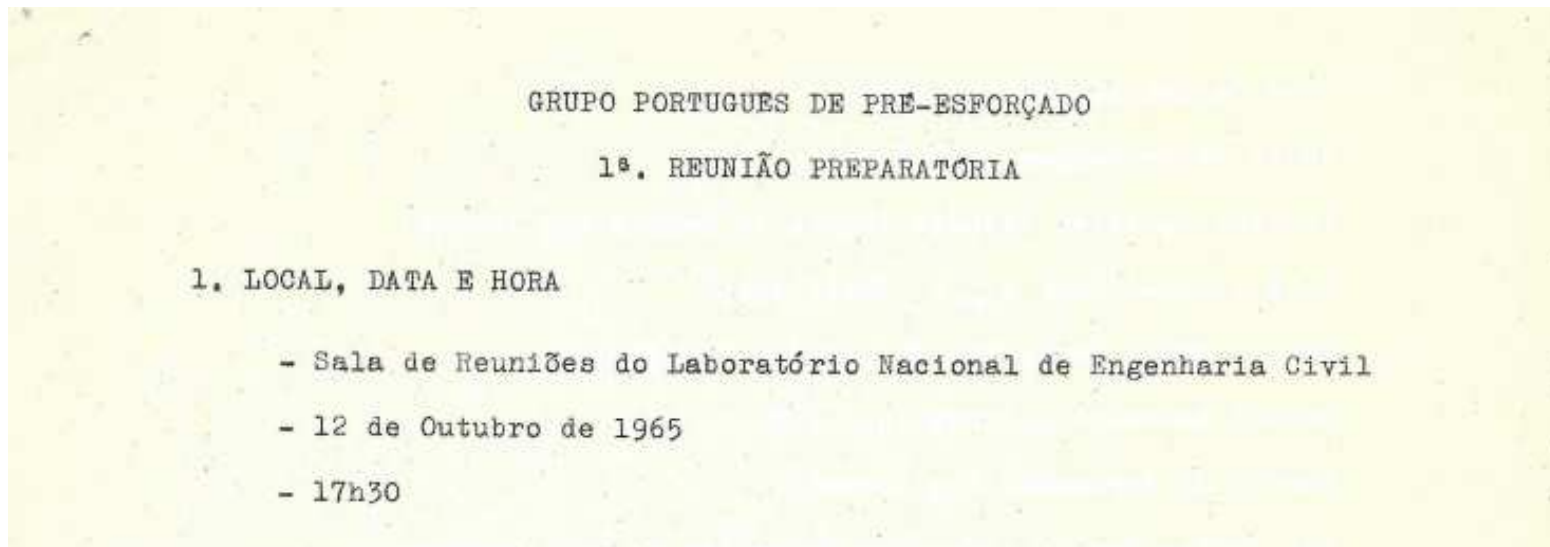 GRUPO PORTUGUES DE PRÉ-ESFORÇADO
1ª. REUNIÃO PREPARATÓRIA
1. LOCAL, DATA E HORA
- Sala de Reuniões do Laboratório Nacional de Engenharia Civil
- 12 de Outubro de 1965
- 17h30